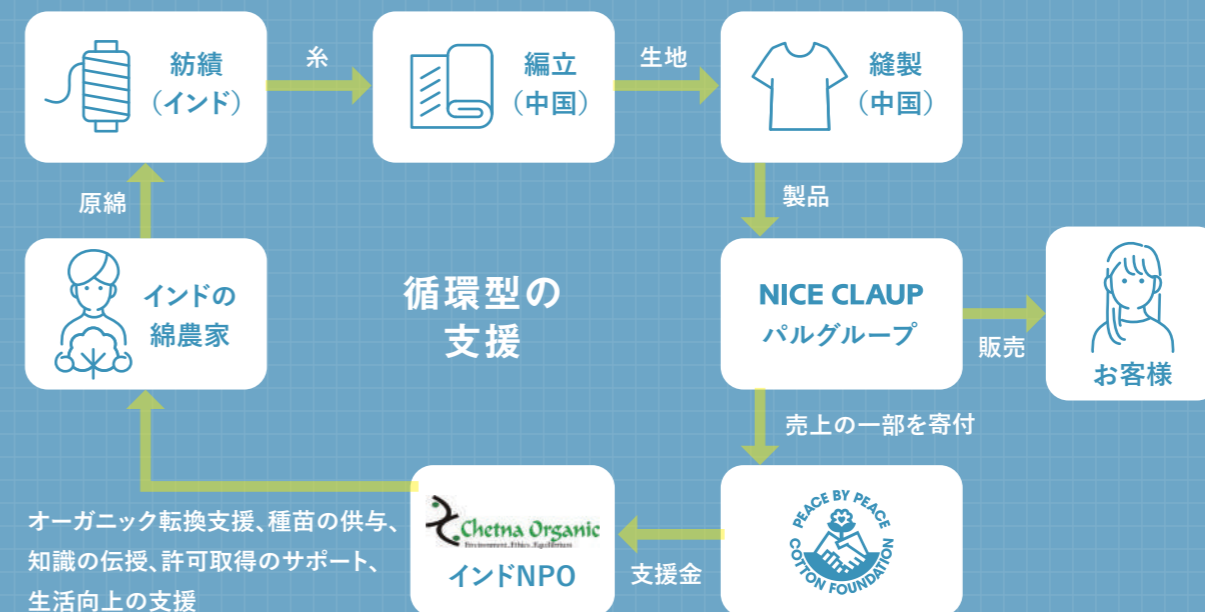 紡績
（インド）
糸
編立
（中国）
生地
縫製
（中国）
原綿
製品
インドの
綿農家
循環型の
支援
NICE CLAUP
パルグループ
販売
お客様
売上の一部を寄付
オーガニック転換支援、種苗の供与、
知識の伝授、許可取得のサポート、
生活向上の支援
Chetna Organic
Environment. Ethics. Equilibrium
インドNPO
支援金
PEACE BY PEACE
COTTON FOUNDATION